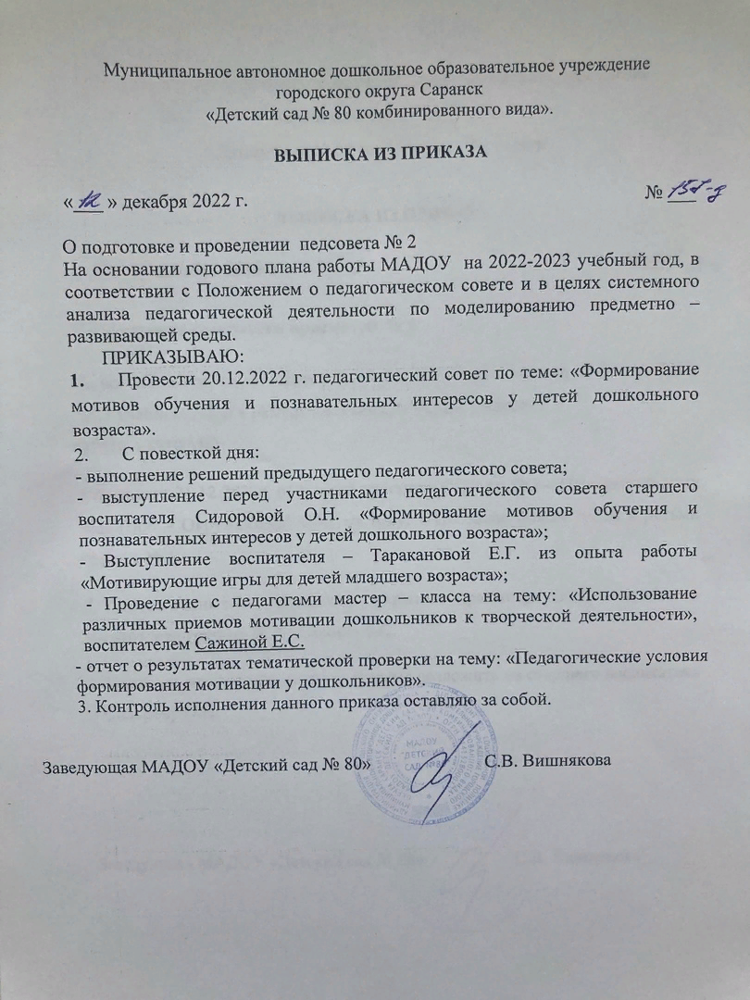 Муниципальное автономное дошкольное образовательное учреждение
городского округа Саранск
«Детский сад № 80 комбинированного вида».
ВЫПИСКА ИЗ ПРИКАЗА
«12» декабря 2022 г.
№
О подготовке и проведении педсовета № 2
На основании годового плана работы МАДОУ на 2022-2023 учебный год, в
соответствии с Положением о педагогическом совете и в целях системного
анализа педагогической деятельности по моделированию предметно –
развивающей среды.
ПРИКАЗЫВАЮ:
1. Провести 20.12.2022 г. педагогический совет по теме: «Формирование
мотивов обучения и познавательных интересов у детей дошкольного
возраста».
2. С повесткой дня:
- выполнение решений предыдущего педагогического совета;
- выступление перед участниками педагогического совета старшего
воспитателя Сидоровой О.Н. «Формирование мотивов обучения и
познавательных интересов у детей дошкольного возраста»;
- Выступление воспитателя – Таракановой Е.Г. из опыта работы
«Мотивирующие игры для детей младшего возраста»;
- Проведение с педагогами мастер – класса на тему: «Использование
различных приемов мотивации дошкольников к творческой деятельности»,
воспитателем Сажиной Е.С.
- отчет о результатах тематической проверки на тему: «Педагогические условия
формирования мотивации у дошкольников».
3. Контроль исполнения данного приказа оставляю за собой.
Заведующая МАДОУ «Детский сад № 80» С.В. Вишнякова
МАДОУ
"ДЕТСКИЙ
САД №80"